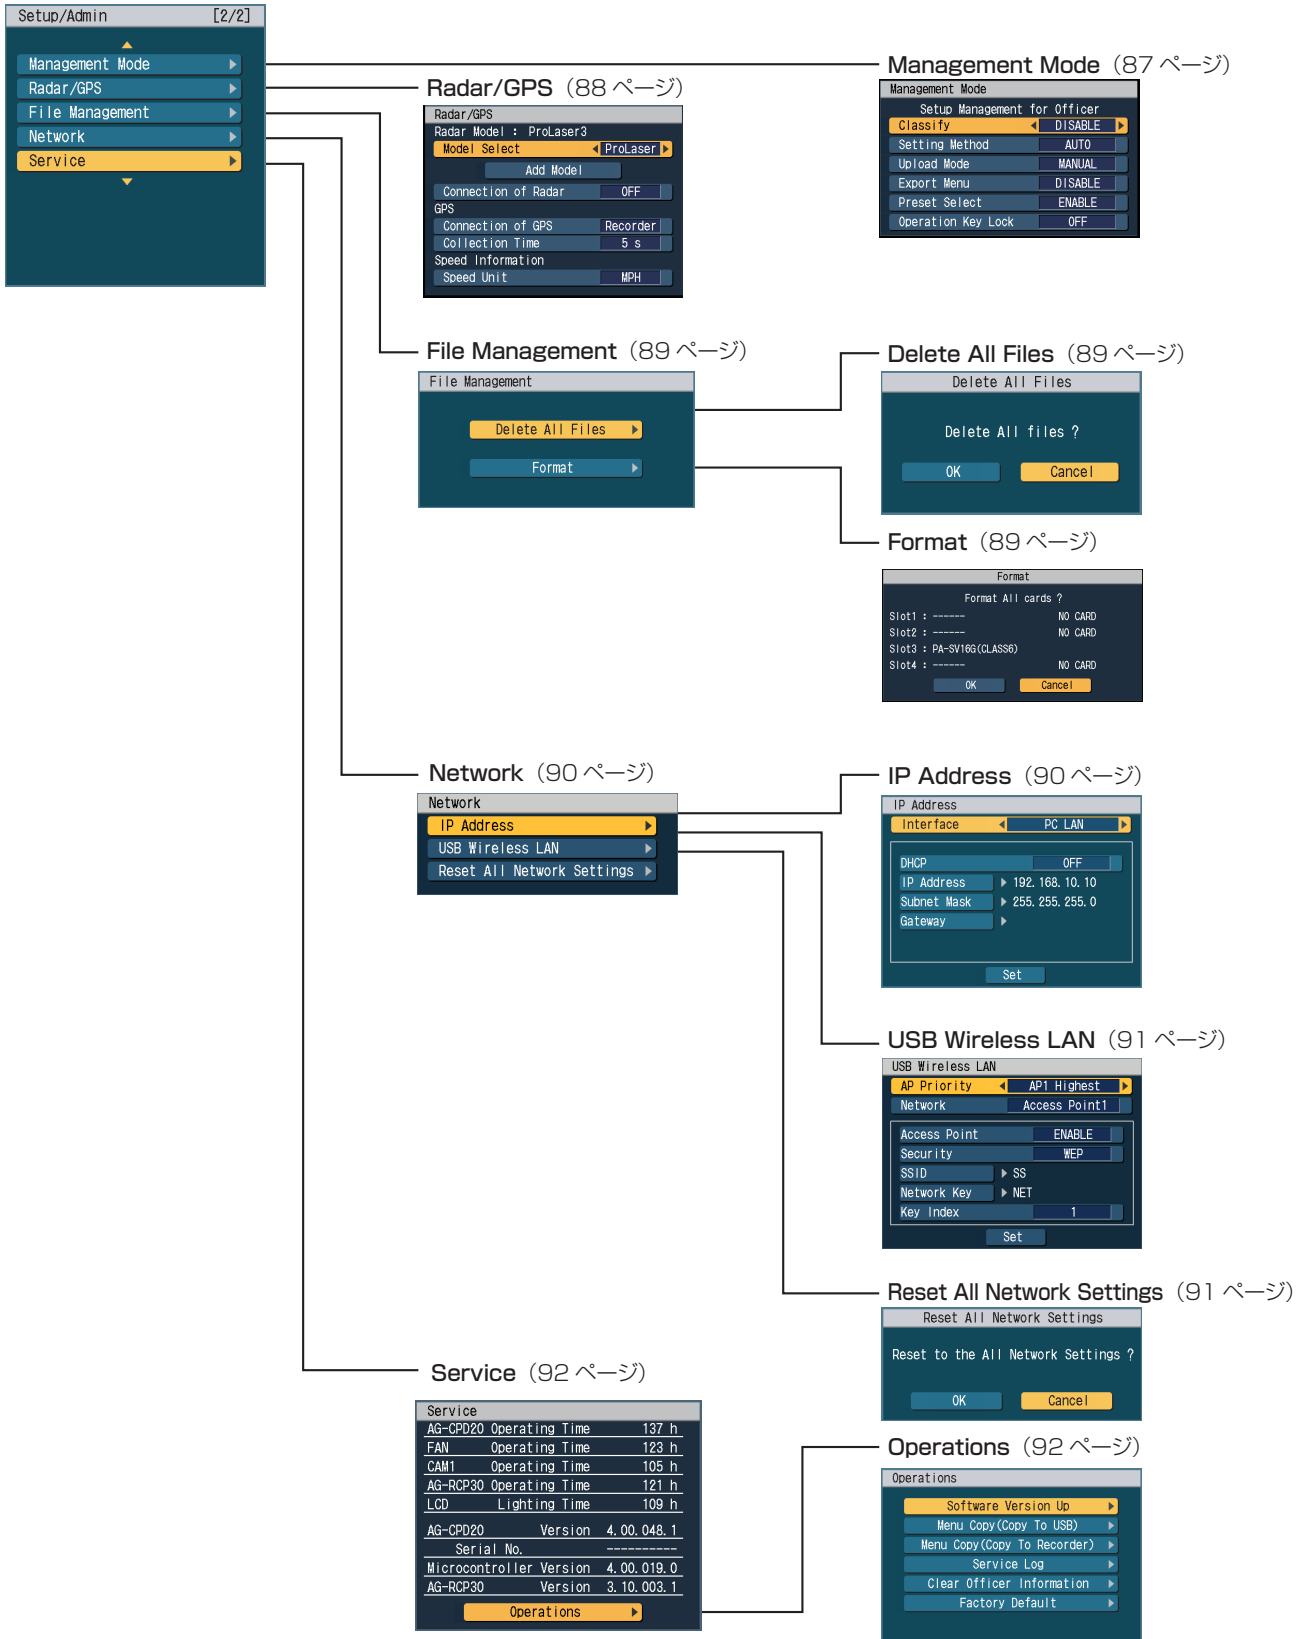 Setup/Admin [2/2]
Management Mode
Radar/GPS
File Management
Network
Service
Management Mode（87 ページ）
Management Mode
Setup Management for Officer
Classify DISABLE
Setting Method AUTO
Upload Mode MANUAL
Export Menu DISABLE
Preset Select ENABLE
Operation Key Lock OFF
Radar/GPS（88 ページ）
Radar/GPS
Radar Model : ProLaser3
Model Select ProLaser
Add Model
Connection of Radar OFF
GPS
Connection of GPS Recorder
Collection Time 5 s
Speed Information
Speed Unit MPH
File Management（89 ページ）
File Management
Delete All Files
Format
Delete All Files（89 ページ）
Delete All Files
Delete All files ?
OK Cancel
Format（89 ページ）
Format
Format All cards ?
Slot1 : ------ NO CARD
Slot2 : ------ NO CARD
Slot3 : PA-SV16G(CLASS6)
Slot4 : ------ NO CARD
OK Cancel
Network（90 ページ）
Network
IP Address
USB Wireless LAN
Reset All Network Settings
IP Address（90 ページ）
IP Address
Interface PC LAN
DHCP OFF
IP Address 192.168.10.10
Subnet Mask 255.255.255.0
Gateway
Set
USB Wireless LAN（91 ページ）
USB Wireless LAN
AP Priority AP1 Highest
Network Access Point1
Access Point ENABLE
Security WEP
SSID SS
Network Key NET
Key Index 1
Set
Reset All Network Settings（91 ページ）
Reset All Network Settings
Reset to the All Network Settings ?
OK Cancel
Service（92 ページ）
Service
AG-CPD20 Operating Time 137 h
FAN Operating Time 123 h
CAM1 Operating Time 105 h
AG-RCP30 Operating Time 121 h
LCD Lighting Time 109 h
AG-CPD20 Version 4.00.048.1
Serial No. ----------
Microcontroller Version 4.00.019.0
AG-RCP30 Version 3.10.003.1
Operations
Operations（92 ページ）
Operations
Software Version Up
Menu Copy(Copy To USB)
Menu Copy(Copy To Recorder)
Service Log
Clear Officer Information
Factory Default